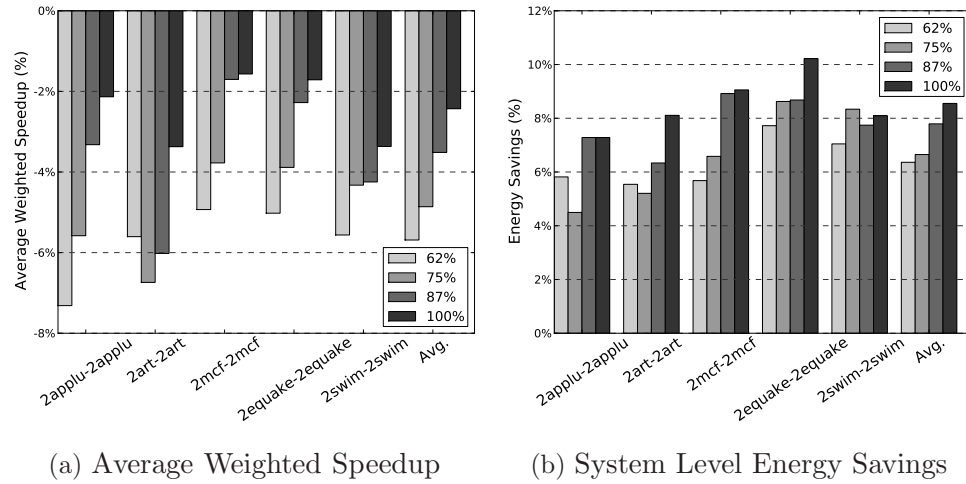 Average Weighted Speedup (%)
0%
-2%
-4%
-6%
-8%
62%
75%
87%
100%
2applu-2applu
2art-2art
2mcf-2mcf
2equake-2equake
2swim-2swim
Avg.
(a) Average Weighted Speedup
Energy Savings (%)
12%
10%
8%
6%
4%
2%
0%
62%
75%
87%
100%
2applu-2applu
2art-2art
2mcf-2mcf
2equake-2equake
2swim-2swim
Avg.
(b) System Level Energy Savings